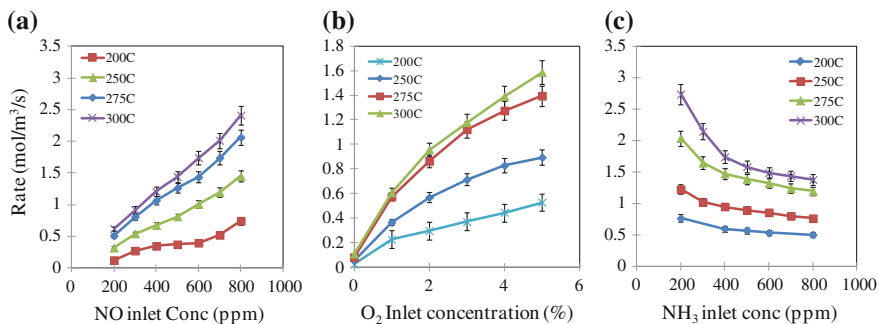 (a)
3.5
3
2.5
2
1.5
1
0.5
0
0 200 400 600 800 1000
Rate (mol/m³/s)
NO inlet Conc (ppm)
200C
250C
275C
300C
(b)
1.8
1.6
1.4
1.2
1
0.8
0.6
0.4
0.2
0
0 2 4 6
O₂ Inlet concentration (%)
200C
250C
275C
300C
(c)
3.5
3
2.5
2
1.5
1
0.5
0
0 200 400 600 800 1000
NH₃ inlet conc (ppm)
200C
250C
275C
300C